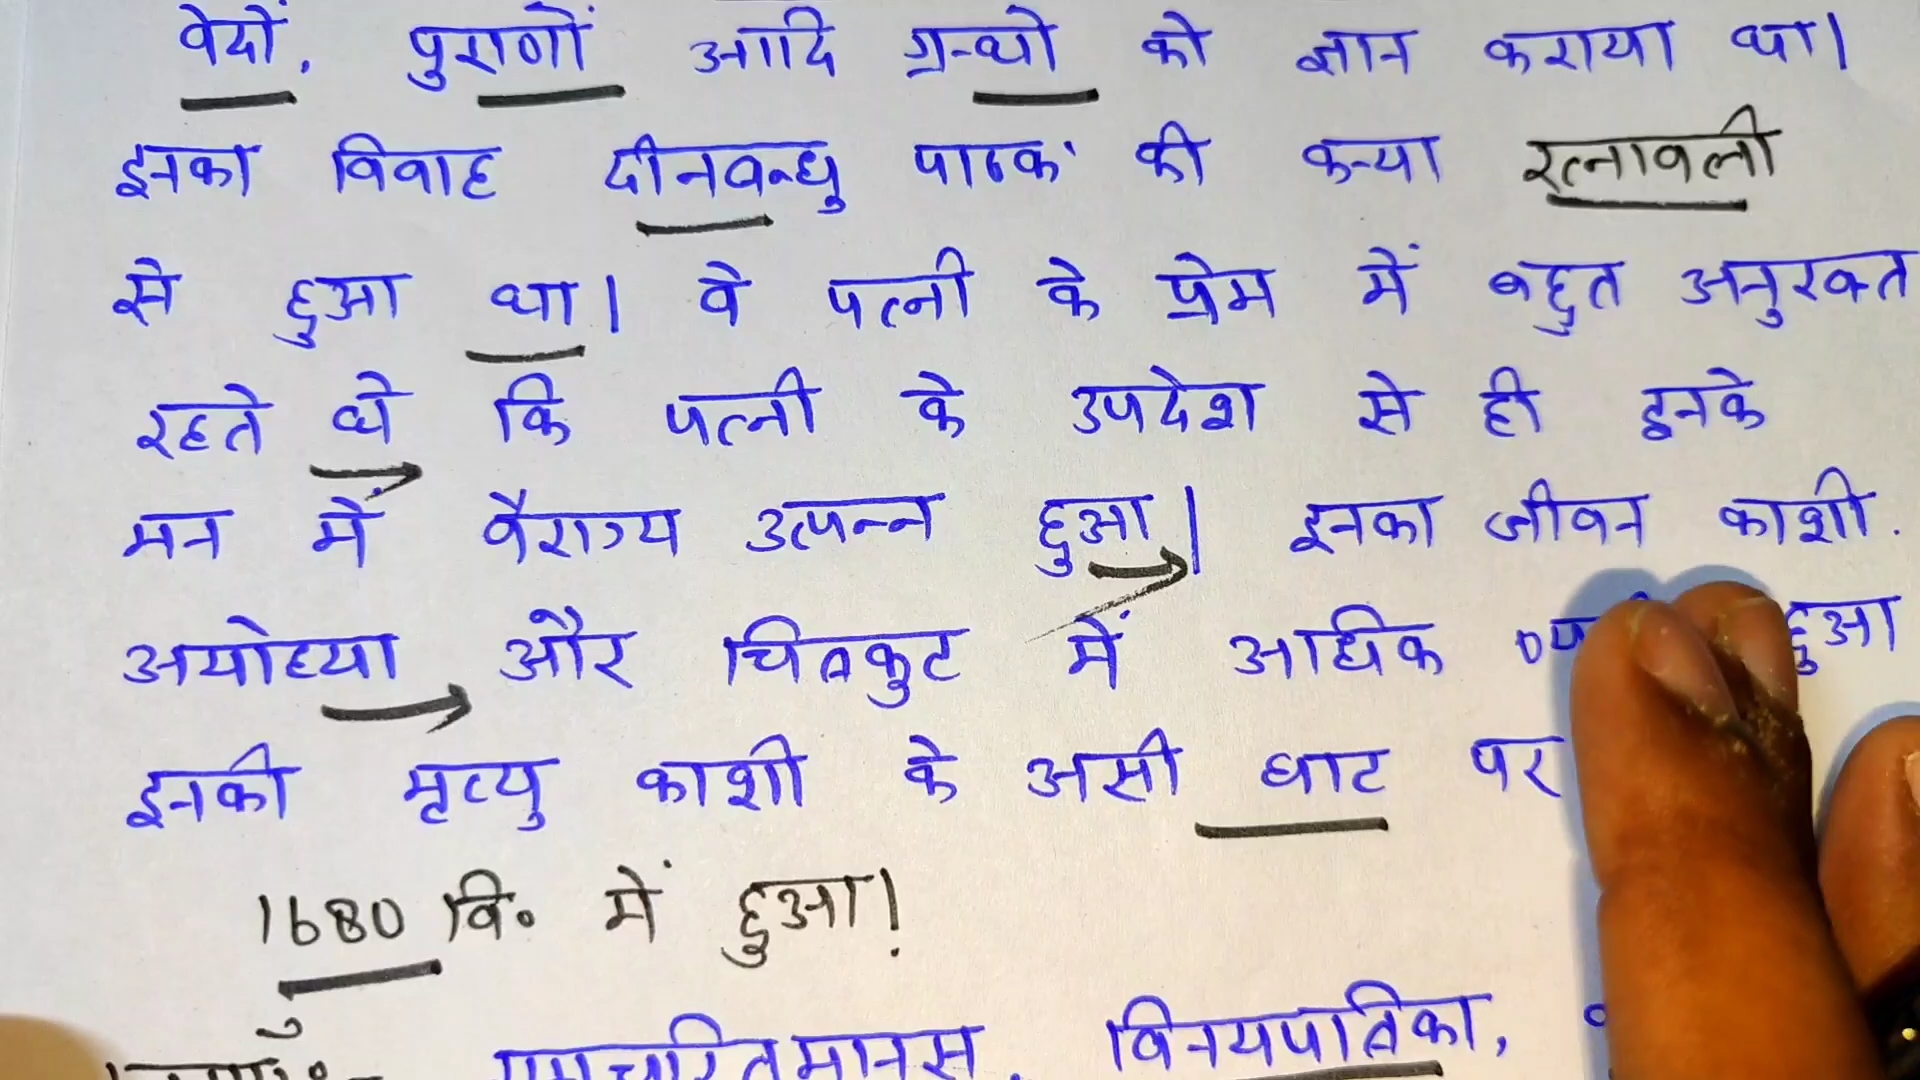 वेदों, पुराणों आदि ग्रन्थो को ज्ञान कराया था।
इनका विवाह दीनवन्धु पाठक' की कन्या रत्नावली
से हुआ था। वे पत्नी के प्रेम में बहुत अनुरक्त
रहते थे कि पत्नी के उपदेश से ही इनके
मन में वैराग्य उत्पन्न हुआ। इनका जीवन काशी.
अयोध्या और चित्रकुट में अधिक हुआ
इनकी मृत्यु काशी के असी घाट पर
1680 वि० में हुआ!
रामचरितमानस, विनयपत्रिका,